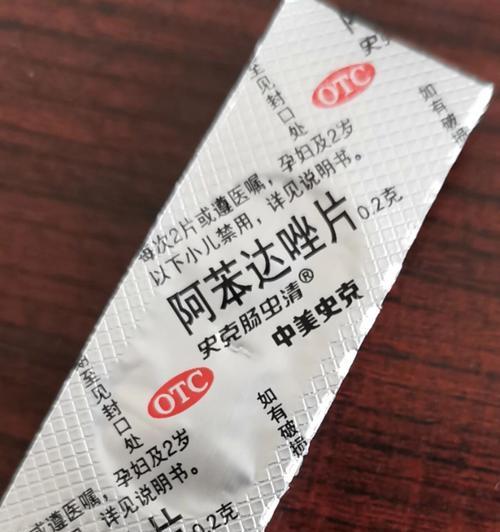 史克
OTC
见封口处
如有破损
每次2片或遵医嘱,孕妇及2岁
以下小儿禁用,详见说明书。
阿苯达唑片 0.2克
史克肠虫清®
中美史克
至见封口处
OTC
如有破损
或遵医嘱,孕妇及2岁
详见说明书。
片 0.2克